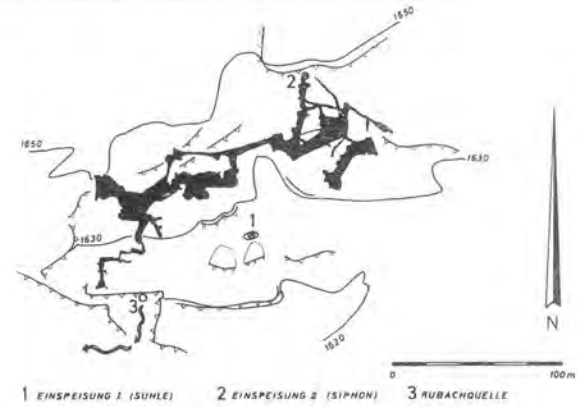 1650
2
1650
1630
1
1630
3
1620
N
0 100 m
1 EINSPEISUNG I (SUHLE) 2 EINSPEISUNG II (SIPHON) 3 RUBACHQUELLE